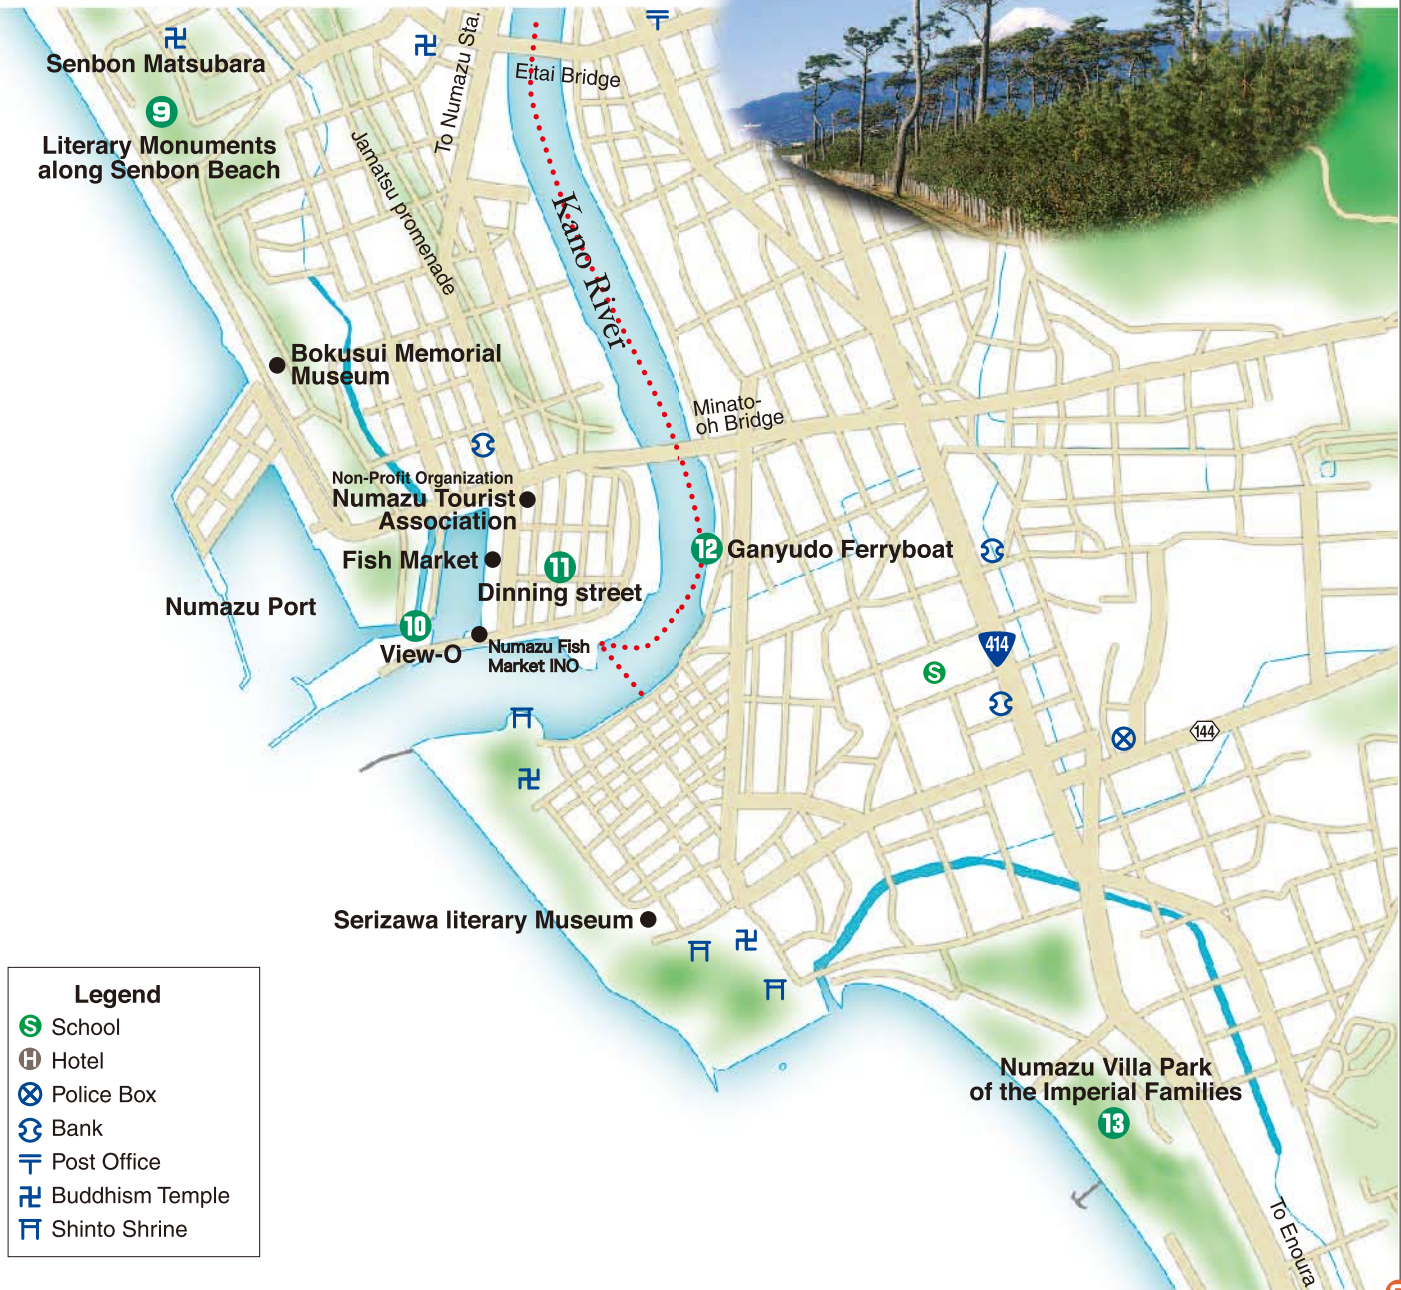 Senbon Matsubara
9
Literary Monuments
along Senbon Beach
To Numazu Sta.
Eitai Bridge
Jamatsu promenade
Kano River
Bokusui Memorial
Museum
Minato-
oh Bridge
Non-Profit Organization
Numazu Tourist
Association
Fish Market
11
Dinning street
12
Ganyudo Ferryboat
Numazu Port
10
View-O
Numazu Fish
Market INO
414
S
144
Serizawa literary Museum
Numazu Villa Park
of the Imperial Families
13
To Enoura
Legend
S School
H Hotel
Police Box
Bank
Post Office
Buddhism Temple
Shinto Shrine